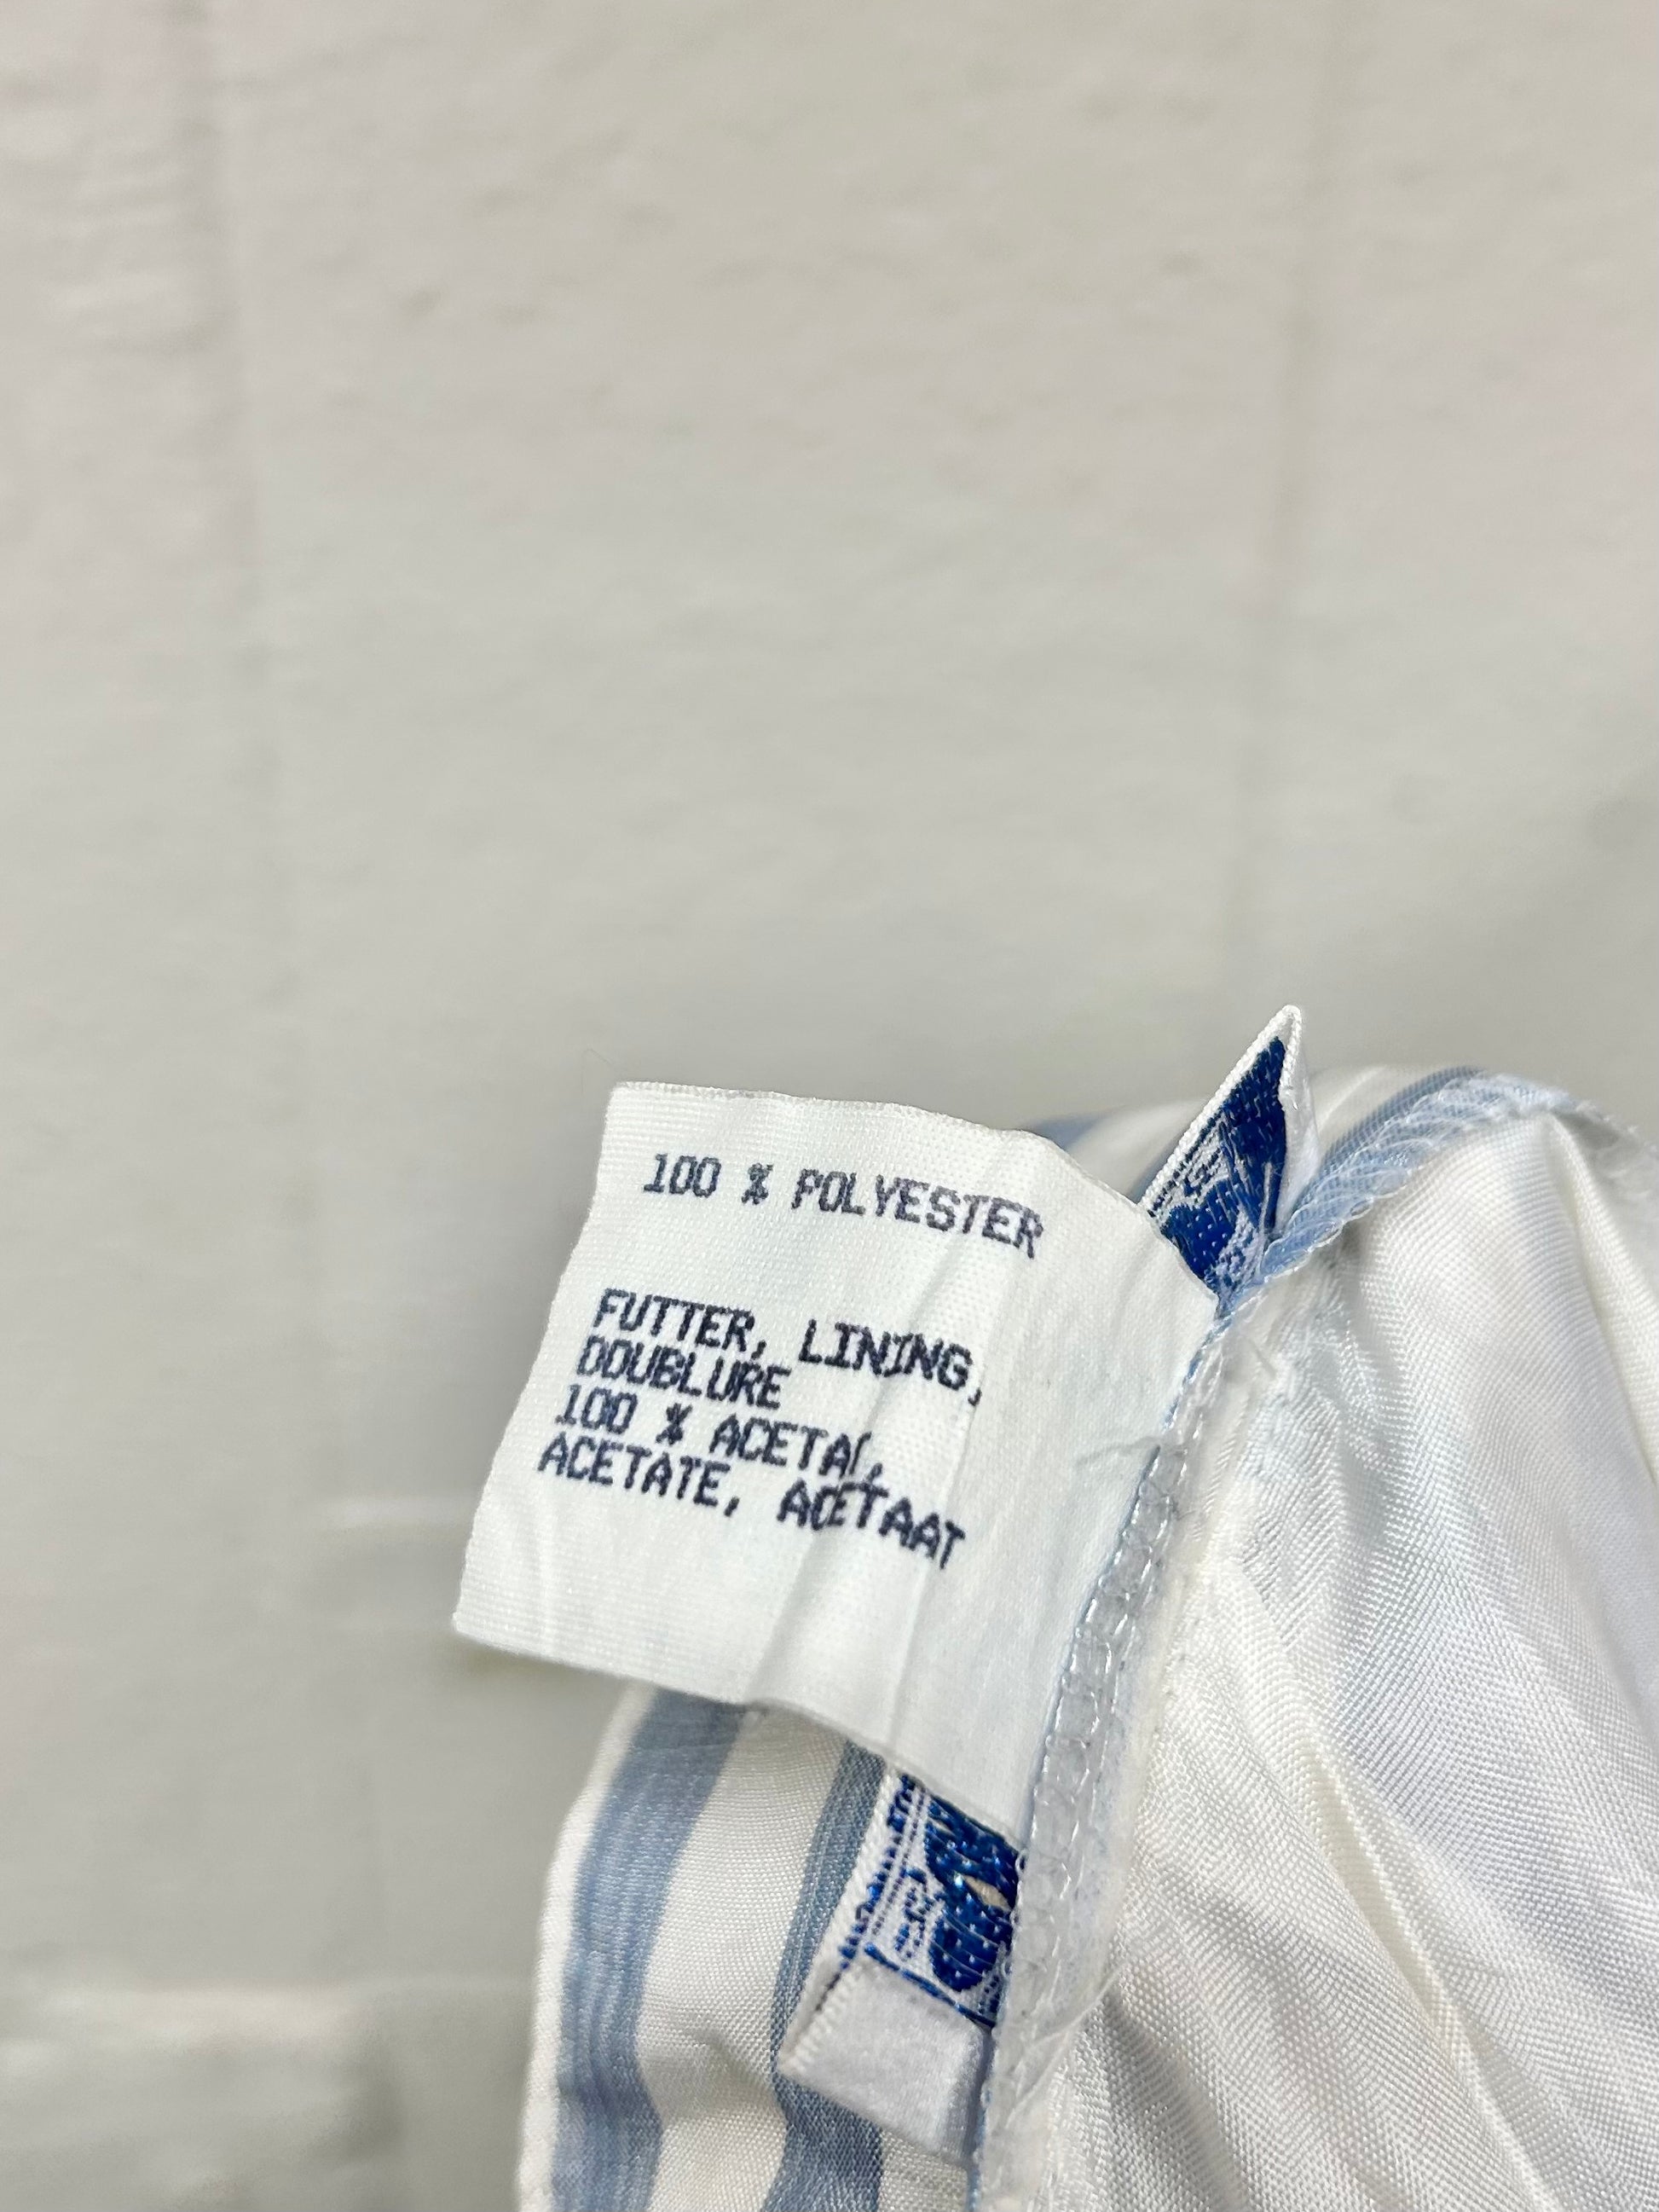 100 % POLYESTER
FUTTER, LINING,
DOUBLURE
100 % ACETAT,
ACETATE, ACETAAT